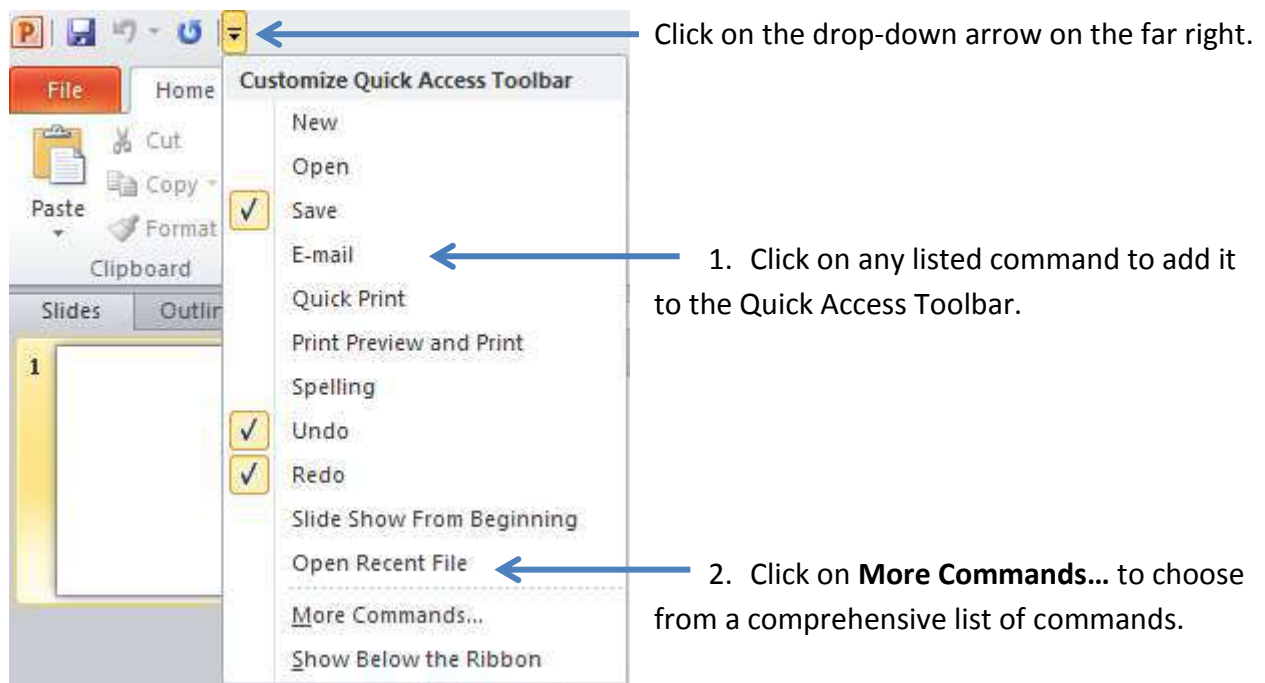 P
Click on the drop-down arrow on the far right.
File
Home
Customize Quick Access Toolbar
Cut
Copy
Paste
Format
Clipboard
Slides
Outlin
1
New
Open
Save
E-mail
Quick Print
Print Preview and Print
Spelling
Undo
Redo
Slide Show From Beginning
Open Recent File
More Commands...
Show Below the Ribbon
1. Click on any listed command to add it
to the Quick Access Toolbar.
2. Click on More Commands… to choose
from a comprehensive list of commands.